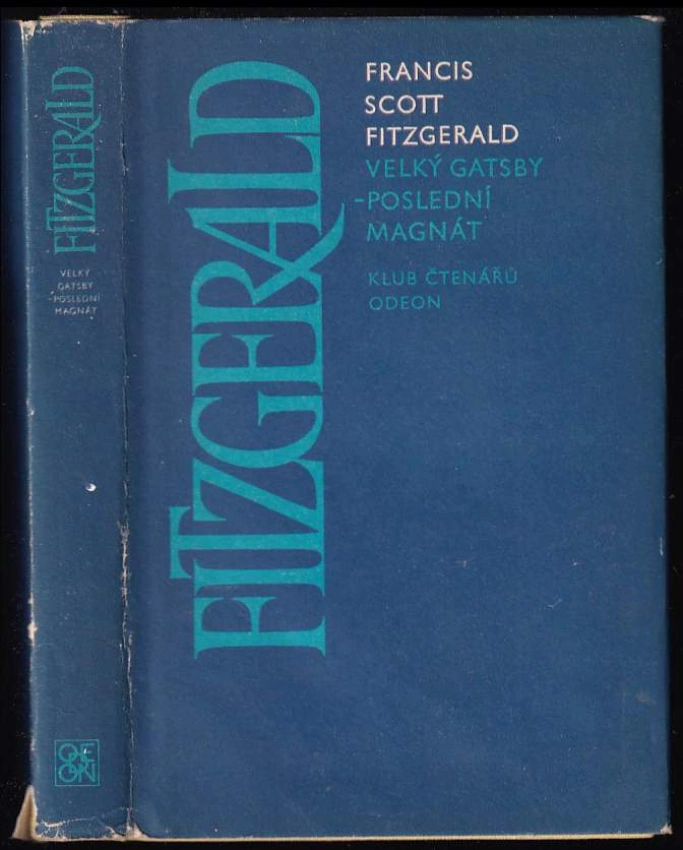 FITZGERALD
VELKÝ
GATSBY
-POSLEDNÍ
MAGNÁT
ODEON
FITZGERALD
FRANCIS
SCOTT
FITZGERALD
VELKÝ GATSBY
-POSLEDNÍ
MAGNÁT
KLUB ČTENÁŘŮ
ODEON